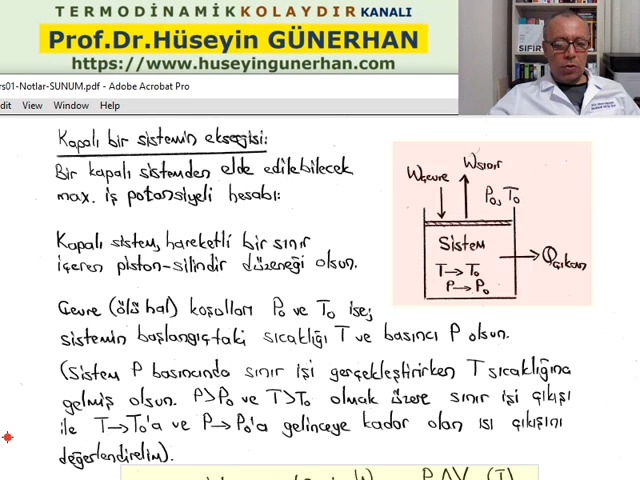 TERMODİNAMİKKOLAYDIR KANALI
Prof.Dr.Hüseyin GÜNERHAN
https://www.huseyingunerhan.com
rs01-Notlar-SUNUM.pdf - Adobe Acrobat Pro
dit View Window Help
SIFIR
Kapalı bir sistemin eksergisi:
Bir kapalı sistemden elde edilebilecek
max. iş potansiyeli hesabı:
Kapalı sistem, hareketli bir sınır
içeren piston-silindir düzeneği olsun.
Wçevre Wsınır
P₀, T₀
Sistem
T→T₀
P→P₀
Qçıkan
Çevre (ölü hal) koşulları P₀ ve T₀ ise;
sistemin başlangıçtaki sıcaklığı T ve basıncı P olsun.
(Sistem P basıncında sınır işi gerçekleştirirken T sıcaklığına
gelmiş olsun. P>P₀ ve T>T₀ olmak üzere sınır işi çıkışı
ile T→T₀'a ve P→P₀'a gelinceye kadar olan ısı çıkışını
değerlendirelim).